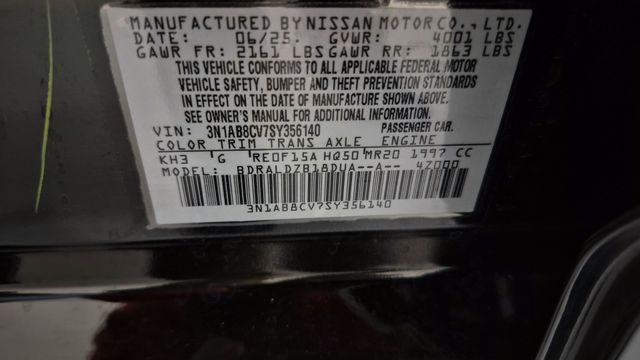 MANUFACTURED BY NISSAN MOTOR CO., LTD.
DATE: 06/25. GVWR: 4001 LBS
GAWR FR: 2161 LBS GAWR RR: 1863 LBS
THIS VEHICLE CONFORMS TO ALL APPLICABLE FEDERAL MOTOR
VEHICLE SAFETY, BUMPER AND THEFT PREVENTION STANDARDS
IN EFFECT ON THE DATE OF MANUFACTURE SHOWN ABOVE.
SEE OWNER'S MANUAL FOR ADDITIONAL INFORMATION.
VIN: 3N1AB8CV7SY356140 PASSENGER CAR.
COLOR TRIM TRANS AXLE ENGINE
KH3 G RE0F15A HQ50 MR20 1997 CC
MODEL: BDRALDZB18DUA--A-- 4Z000
3N1AB8CV7SY356140